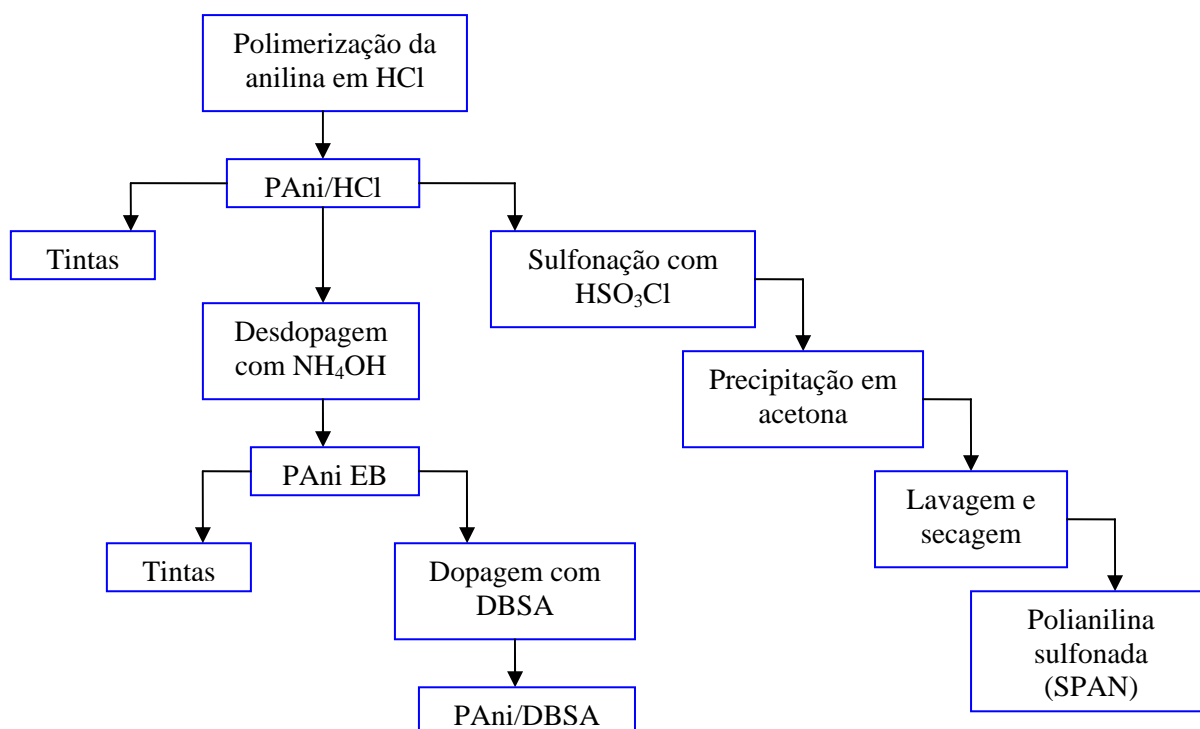 Polimerização da
anilina em HCl
PAni/HCl
Tintas
Sulfonação com
HSO₃Cl
Desdopagem
com NH₄OH
Precipitação em
acetona
PAni EB
Lavagem e
secagem
Tintas
Dopagem com
DBSA
Polianilina
sulfonada
(SPAN)
PAni/DBSA